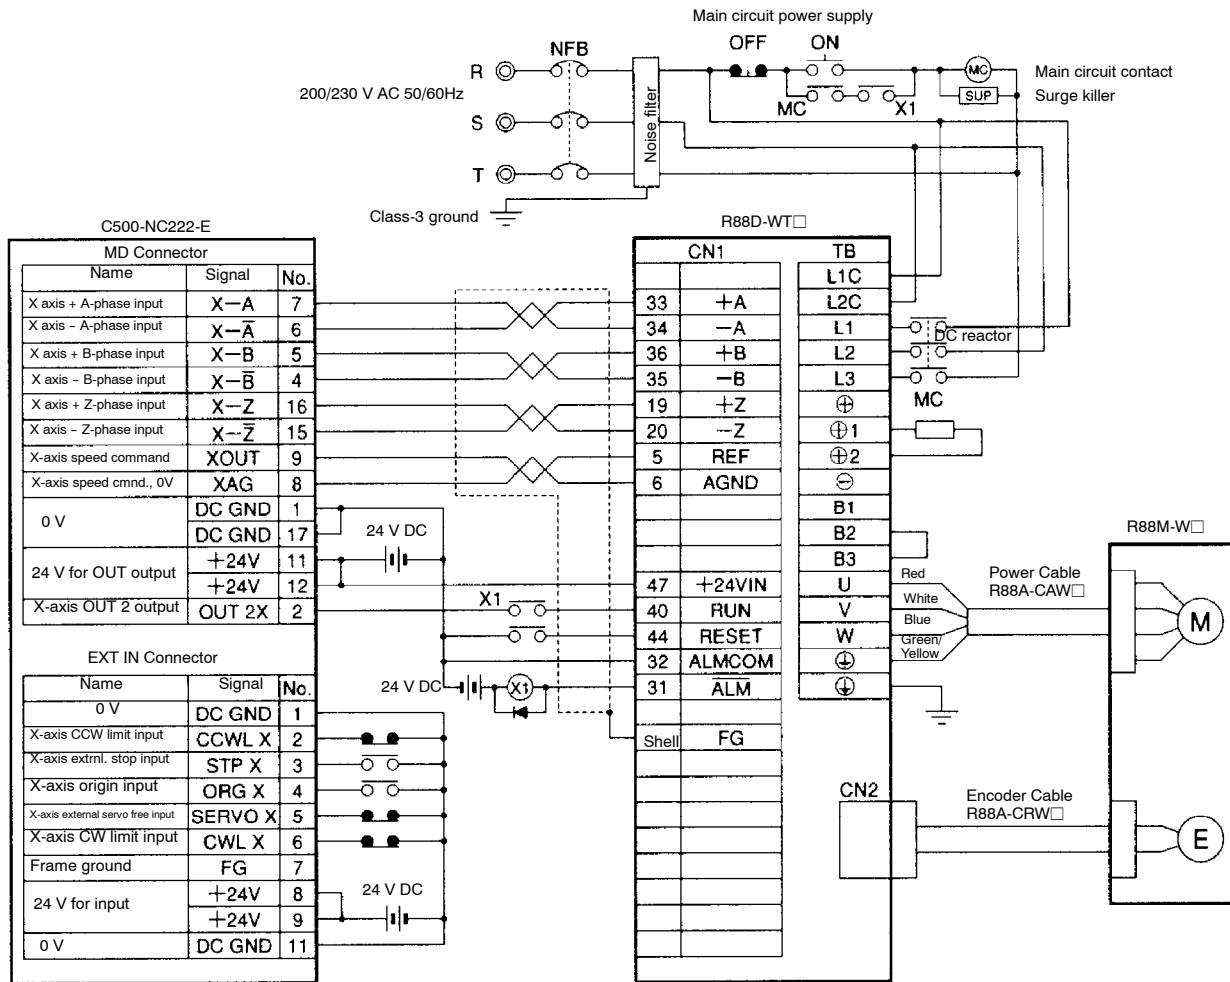 Main circuit power supply
OFF ON
NFB
R
MC
Main circuit contact
200/230 V AC 50/60Hz
SUP
Surge killer
MC X1
S
Noise filter
T
Class-3 ground
C500-NC222-E
R88D-WT□
MD Connector
Name Signal No.
X axis + A-phase input X−A 7
X axis − A-phase input X−A̅ 6
X axis + B-phase input X−B 5
X axis − B-phase input X−B̅ 4
X axis + Z-phase input X−Z 16
X axis − Z-phase input X−Z̅ 15
X-axis speed command XOUT 9
X-axis speed cmnd., 0V XAG 8
0 V DC GND 1
DC GND 17
24 V for OUT output +24V 11
+24V 12
X-axis OUT 2 output OUT 2X 2
24 V DC
X1
EXT IN Connector
Name Signal No.
0 V DC GND 1
X-axis CCW limit input CCWL X 2
X-axis extrnl. stop input STP X 3
X-axis origin input ORG X 4
X-axis external servo free input SERVO X 5
X-axis CW limit input CWL X 6
Frame ground FG 7
24 V for input +24V 8
+24V 9
0 V DC GND 11
24 V DC
X1
24 V DC
CN1
33 +A
34 −A
36 +B
35 −B
19 +Z
20 −Z
5 REF
6 AGND
47 +24VIN
40 RUN
44 RESET
32 ALMCOM
31 A̅L̅M̅
Shell FG
TB
L1C
L2C
L1
L2
L3
⊕
⊕1
⊕2
⊖
B1
B2
B3
U
V
W
DC reactor
MC
Red
White
Blue
Green/
Yellow
Power Cable
R88A-CAW□
R88M-W□
M
CN2
Encoder Cable
R88A-CRW□
E